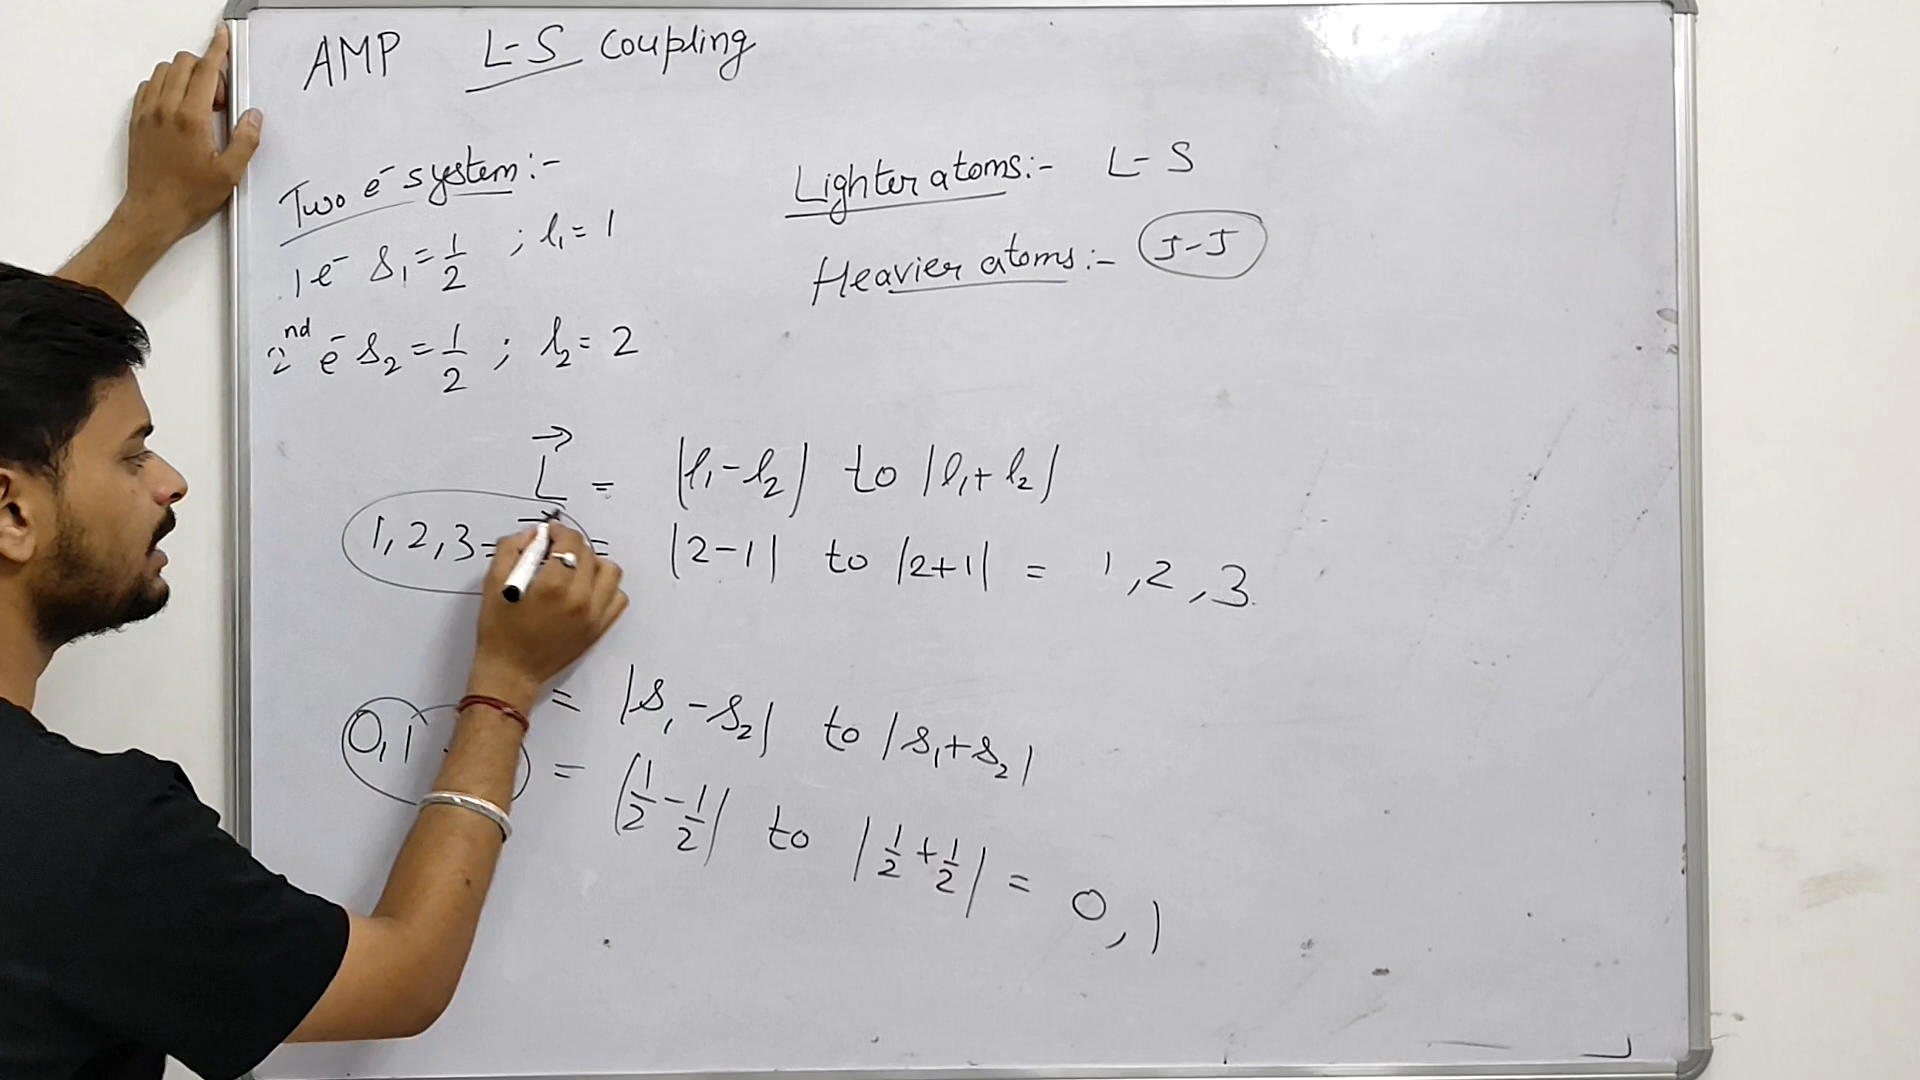 AMP L-S Coupling
Two e⁻ system:-
1 e⁻ s₁ = 1/2 ; l₁ = 1
2nd e⁻ s₂ = 1/2 ; l₂ = 2
Lighter atoms:- L-S
Heavier atoms:- J-J
L⃗ = |l₁-l₂| to |l₁+l₂|
1,2,3 = = |2-1| to |2+1| = 1,2,3.
= |s₁-s₂| to |s₁+s₂|
0,1 = |1/2-1/2| to |1/2+1/2| = 0,1